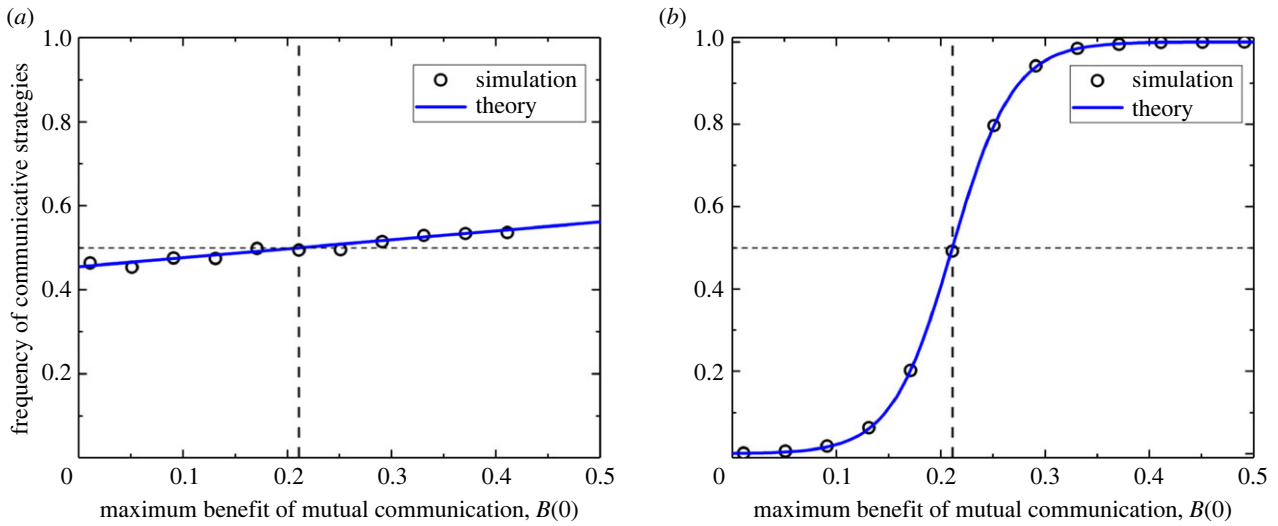 (a)
1.0
0.8
0.6
0.4
0.2
0
0.1
0.2
0.3
0.4
0.5
frequency of communicative strategies
maximum benefit of mutual communication, B(0)
simulation
theory
(b)
1.0
0.8
0.6
0.4
0.2
0
0.1
0.2
0.3
0.4
0.5
maximum benefit of mutual communication, B(0)
simulation
theory